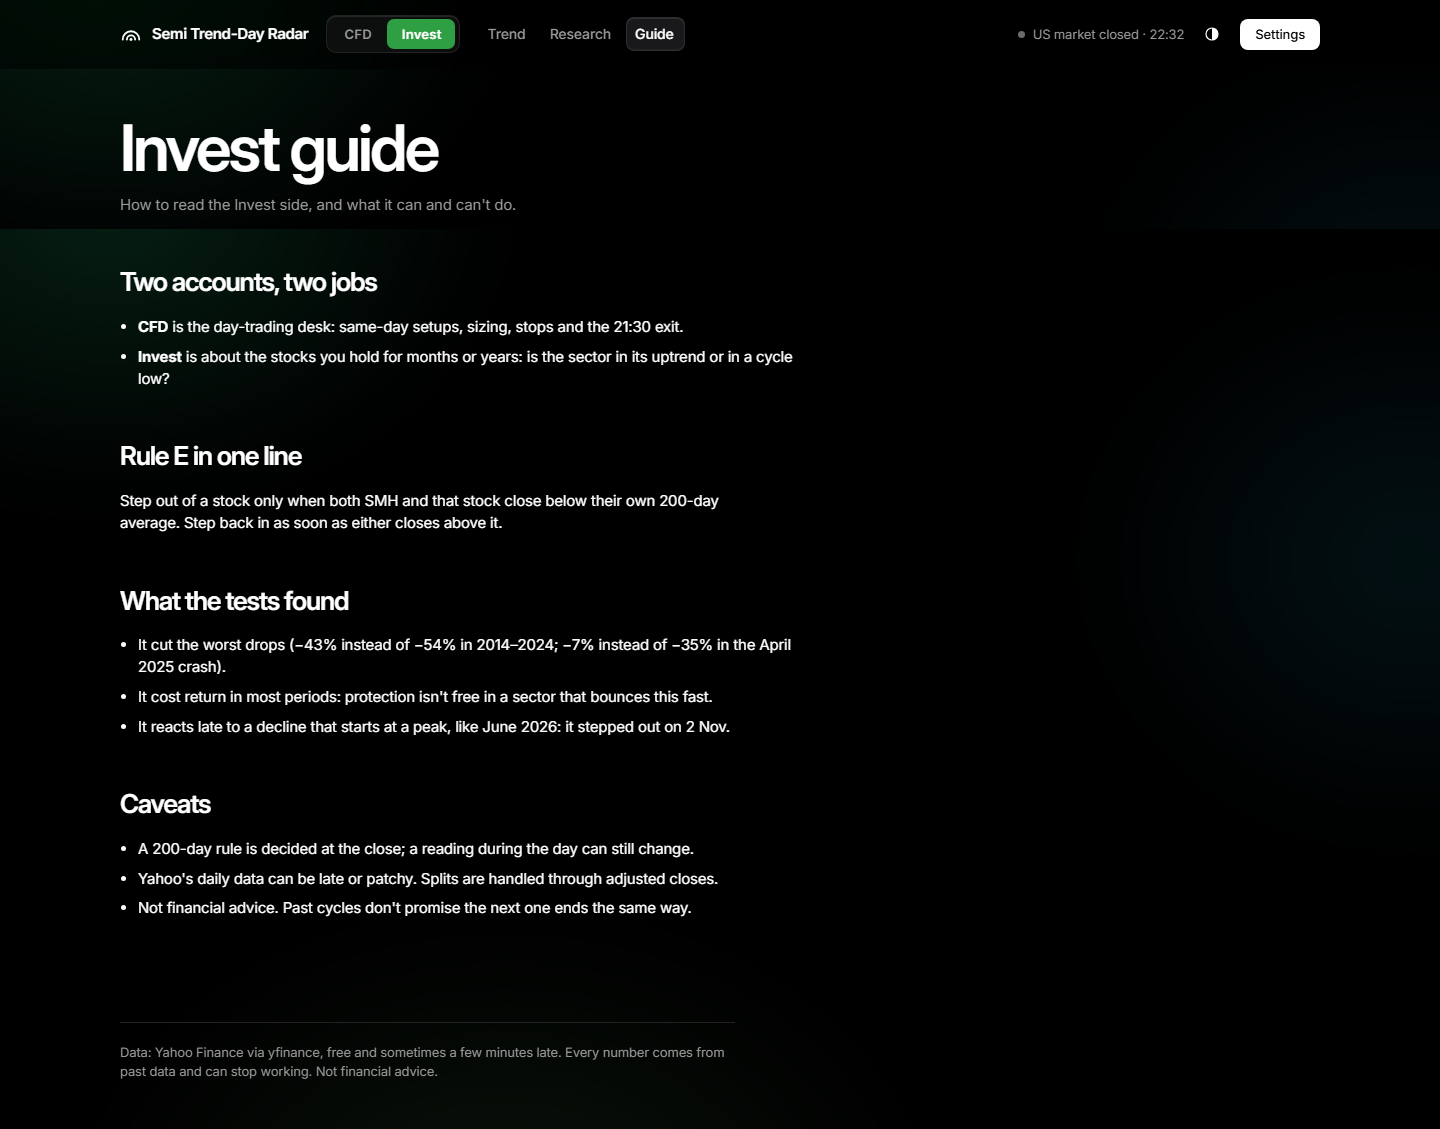 Semi Trend-Day Radar
CFD
Invest
Trend
Research
Guide
US market closed · 22:32
Settings
Invest guide
How to read the Invest side, and what it can and can't do.
Two accounts, two jobs
• CFD is the day-trading desk: same-day setups, sizing, stops and the 21:30 exit.
• Invest is about the stocks you hold for months or years: is the sector in its uptrend or in a cycle
low?
Rule E in one line
Step out of a stock only when both SMH and that stock close below their own 200-day
average. Step back in as soon as either closes above it.
What the tests found
• It cut the worst drops (−43% instead of −54% in 2014–2024; −7% instead of −35% in the April
2025 crash).
• It cost return in most periods: protection isn't free in a sector that bounces this fast.
• It reacts late to a decline that starts at a peak, like June 2026: it stepped out on 2 Nov.
Caveats
• A 200-day rule is decided at the close; a reading during the day can still change.
• Yahoo's daily data can be late or patchy. Splits are handled through adjusted closes.
• Not financial advice. Past cycles don't promise the next one ends the same way.
Data: Yahoo Finance via yfinance, free and sometimes a few minutes late. Every number comes from
past data and can stop working. Not financial advice.